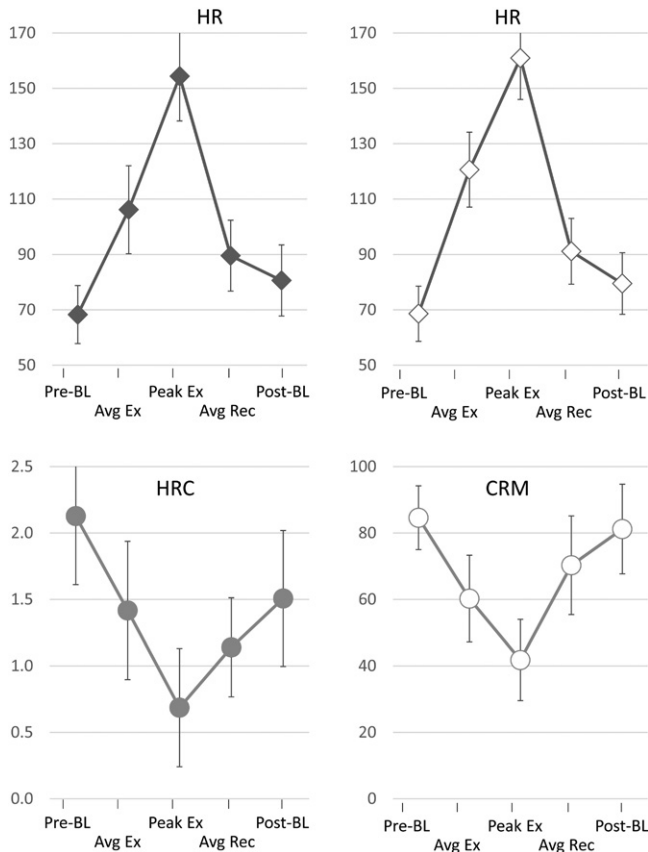 HR
170
150
130
110
90
70
50
Pre-BL Peak Ex Post-BL
Avg Ex Avg Rec
HR
170
150
130
110
90
70
50
Pre-BL Peak Ex Post-BL
Avg Ex Avg Rec
HRC
2.5
2.0
1.5
1.0
0.5
0.0
Pre-BL Peak Ex Post-BL
Avg Ex Avg Rec
CRM
100
80
60
40
20
0
Pre-BL Peak Ex Post-BL
Avg Ex Avg Rec